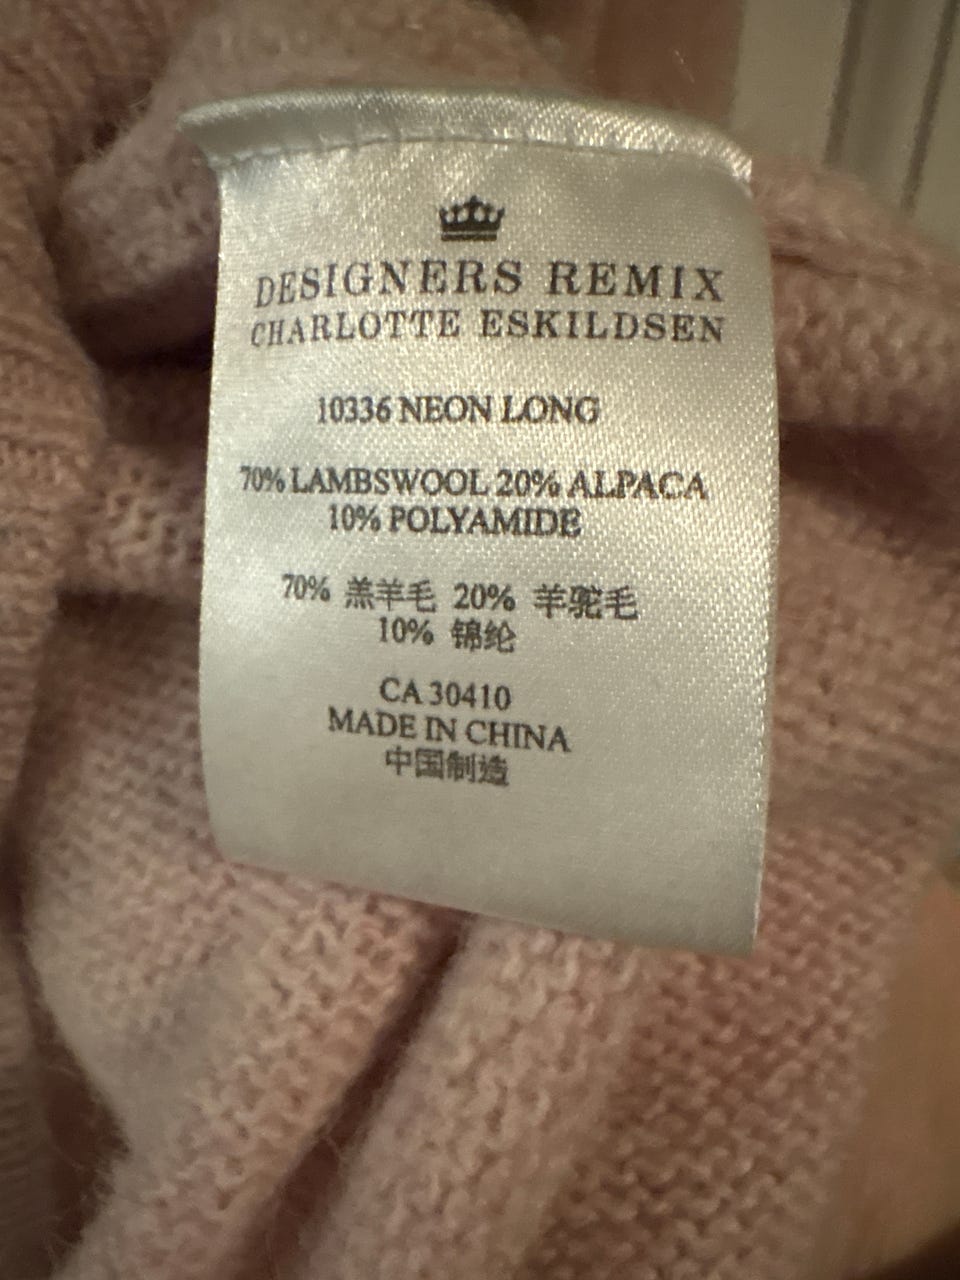 DESIGNERS REMIX
CHARLOTTE ESKILDSEN
10336 NEON LONG
70% LAMBSWOOL 20% ALPACA
10% POLYAMIDE
70% 羔羊毛 20% 羊驼毛
10% 锦纶
CA 30410
MADE IN CHINA
中国制造